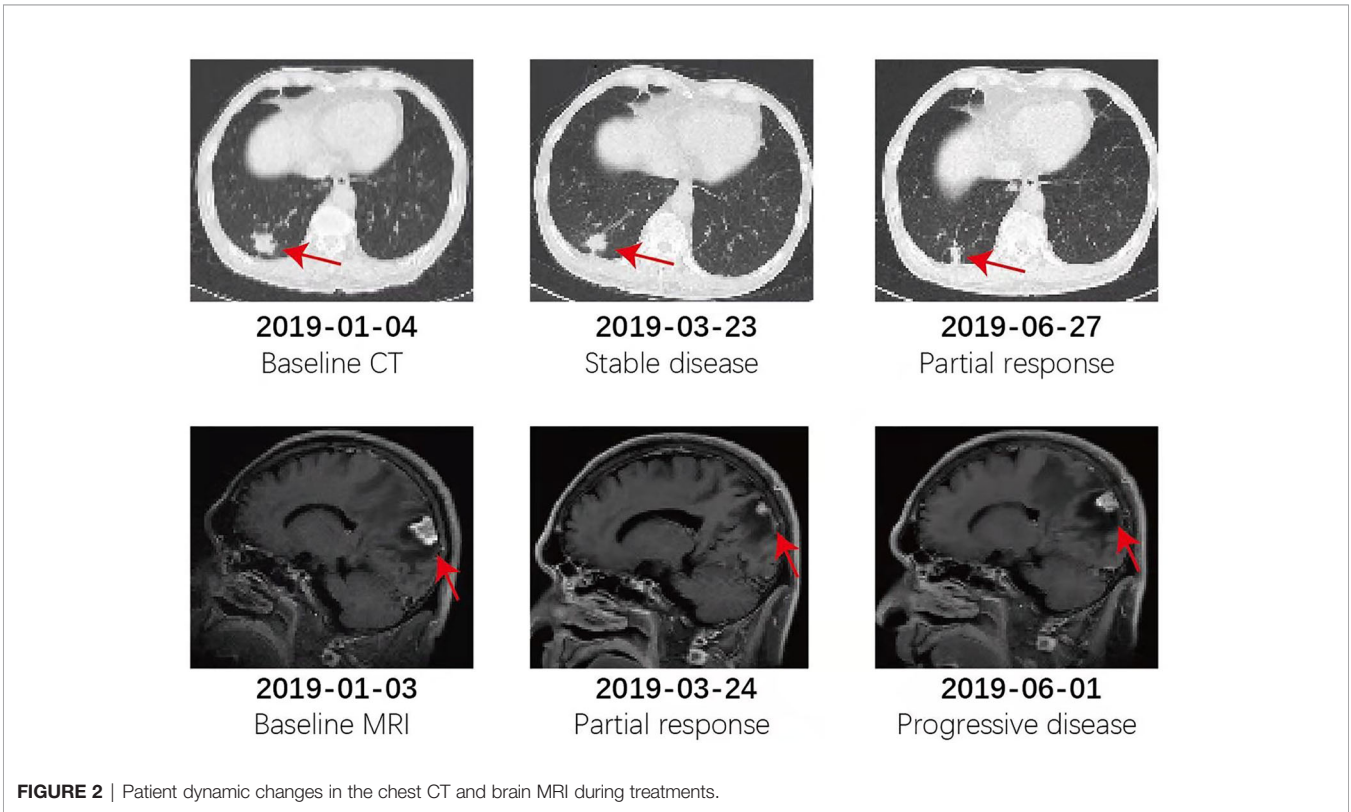 2019-01-04
Baseline CT
2019-03-23
Stable disease
2019-06-27
Partial response
2019-01-03
Baseline MRI
2019-03-24
Partial response
2019-06-01
Progressive disease
FIGURE 2 | Patient dynamic changes in the chest CT and brain MRI during treatments.